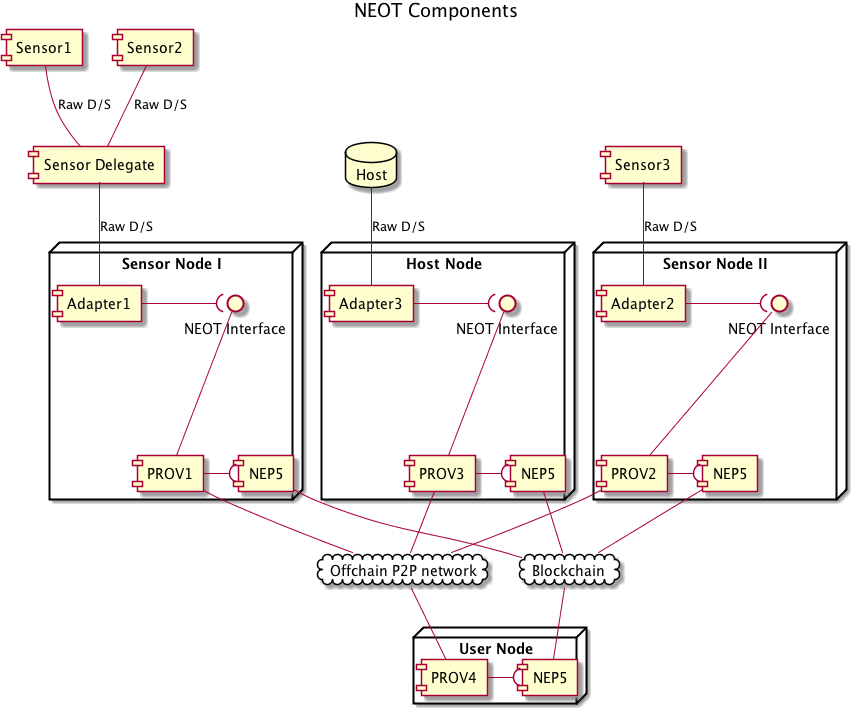 NEOT Components
Sensor1
Sensor2
Raw D/S
Raw D/S
Sensor Delegate
Host
Sensor3
Raw D/S
Raw D/S
Raw D/S
Sensor Node I
Host Node
Sensor Node II
Adapter1
Adapter3
Adapter2
NEOT Interface
NEOT Interface
NEOT Interface
PROV1
NEP5
PROV3
NEP5
PROV2
NEP5
Offchain P2P network
Blockchain
User Node
PROV4
NEP5